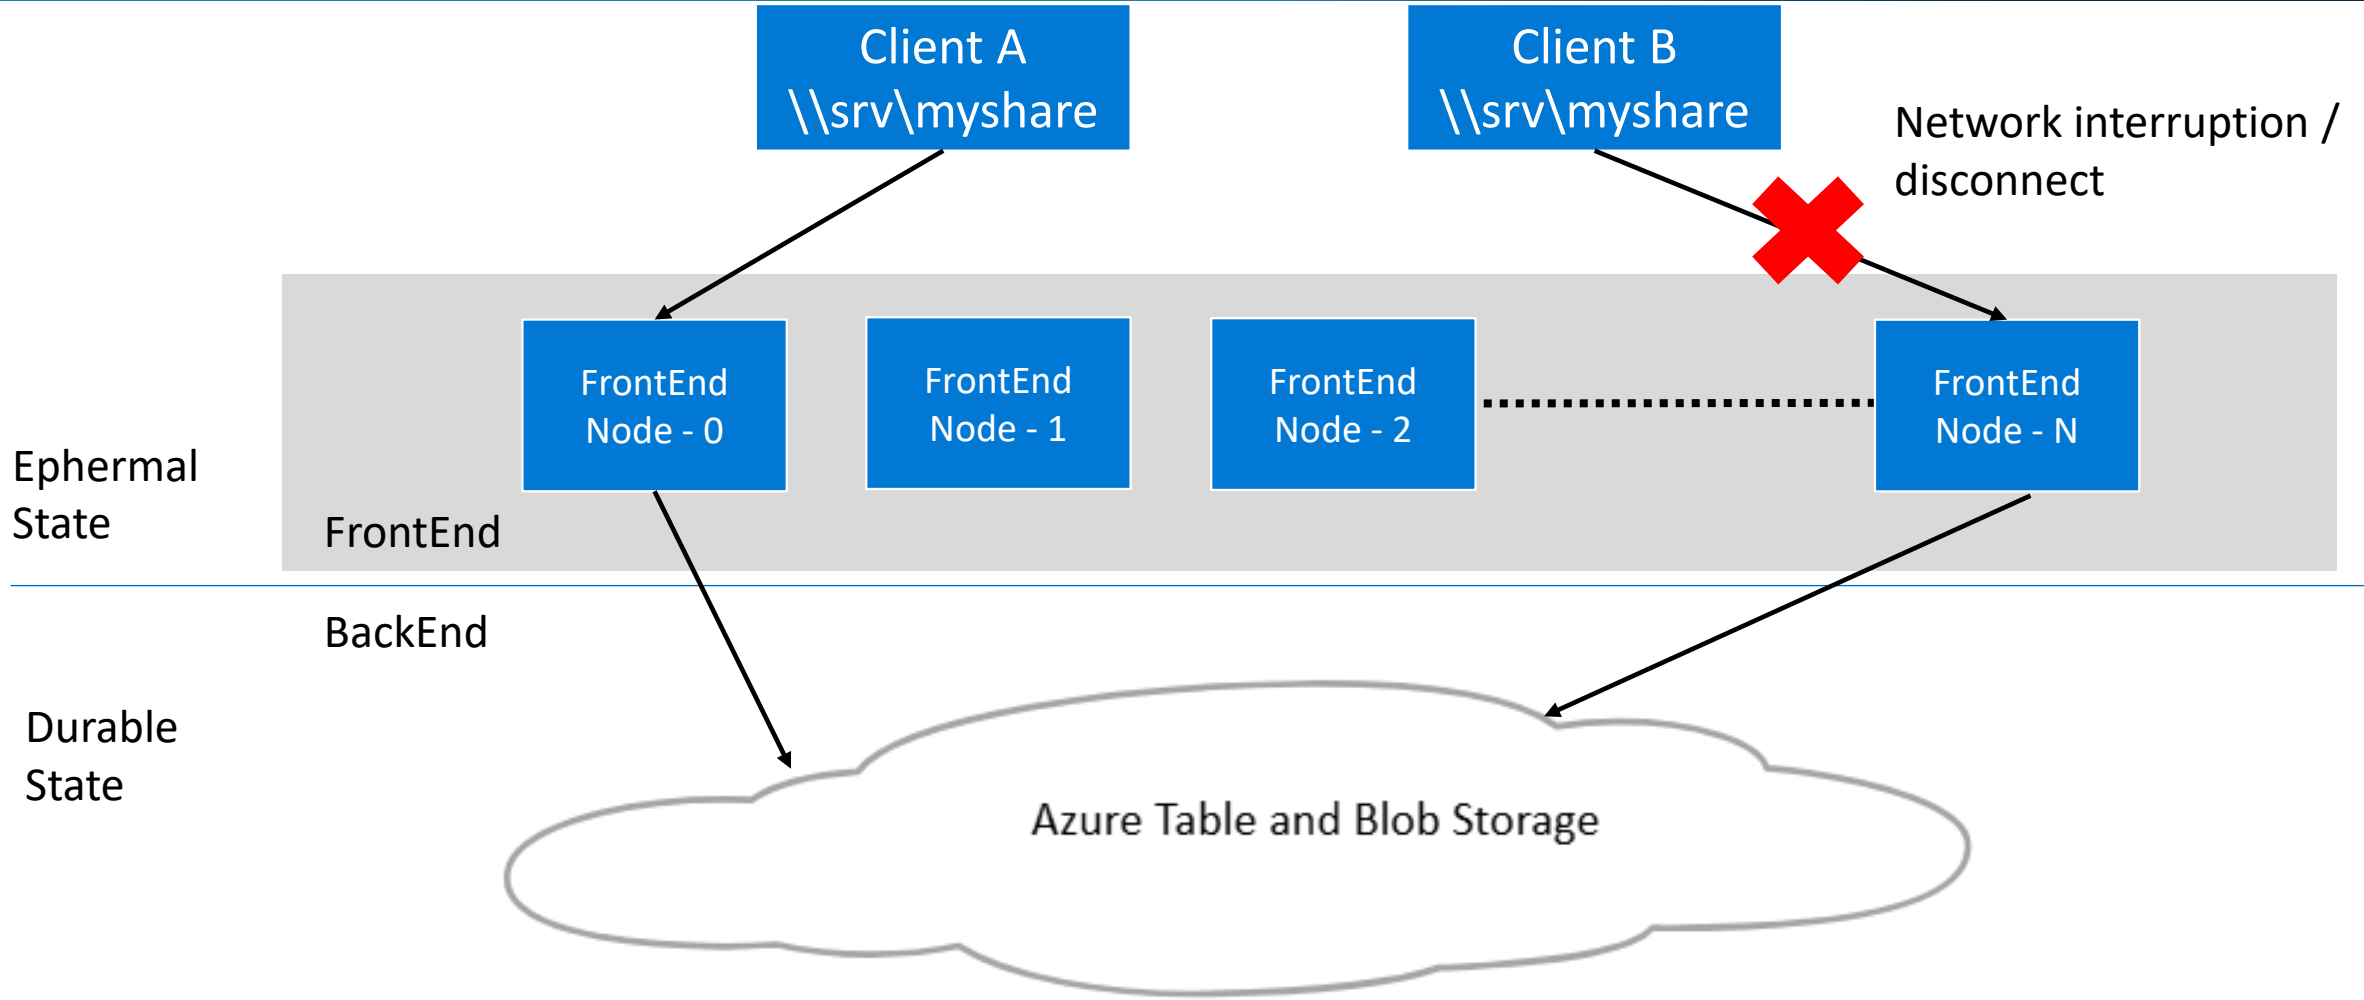 Client A
\\srv\myshare
Client B
\\srv\myshare
Network interruption /
disconnect
FrontEnd
Node - 0
FrontEnd
Node - 1
FrontEnd
Node - 2
FrontEnd
Node - N
Ephermal
State
FrontEnd
BackEnd
Durable
State
Azure Table and Blob Storage